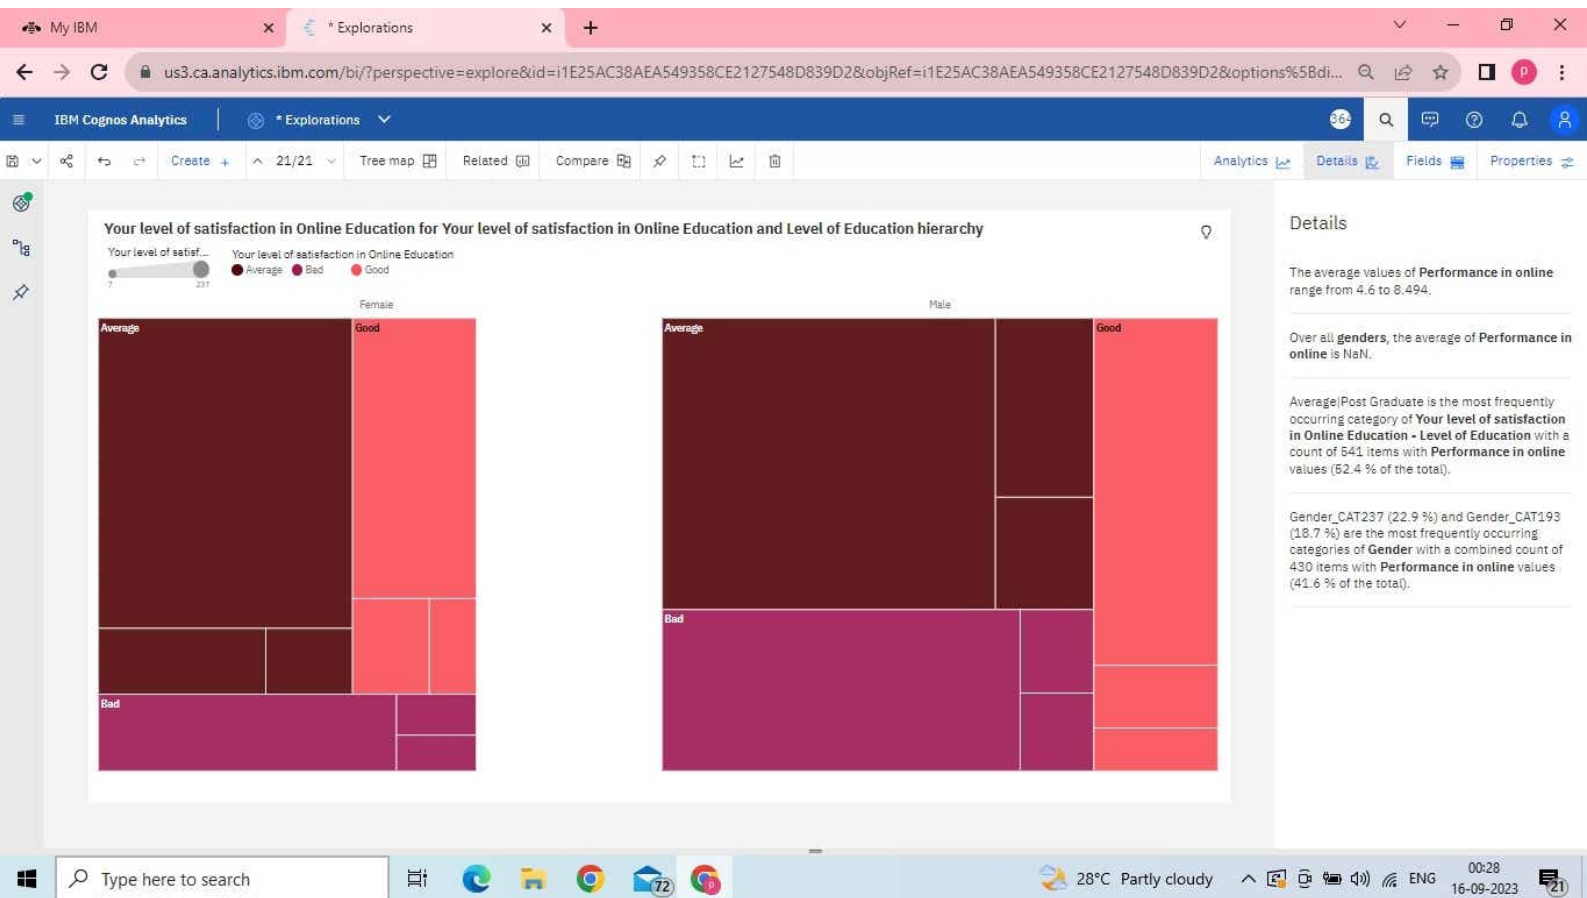 My IBM
* Explorations
us3.ca.analytics.ibm.com/bi/?perspective=explore&id=i1E25AC38AEA549358CE2127548D839D2&objRef=i1E25AC38AEA549358CE2127548D839D2&options%5Bdi...
P
IBM Cognos Analytics
* Explorations
364
Create +
21/21
Tree map
Related
Compare
Analytics
Details
Fields
Properties
Your level of satisfaction in Online Education for Your level of satisfaction in Online Education and Level of Education hierarchy
Your level of satisf...
7
237
Your level of satisfaction in Online Education
Average
Bad
Good
Female
Male
Average
Good
Bad
Average
Good
Bad
Details
The average values of Performance in online
range from 4.6 to 8.494.
Over all genders, the average of Performance in
online is NaN.
Average|Post Graduate is the most frequently
occurring category of Your level of satisfaction
in Online Education - Level of Education with a
count of 541 items with Performance in online
values (52.4 % of the total).
Gender_CAT237 (22.9 %) and Gender_CAT193
(18.7 %) are the most frequently occurring
categories of Gender with a combined count of
430 items with Performance in online values
(41.6 % of the total).
Type here to search
72
28°C Partly cloudy
ENG
00:28
16-09-2023
21